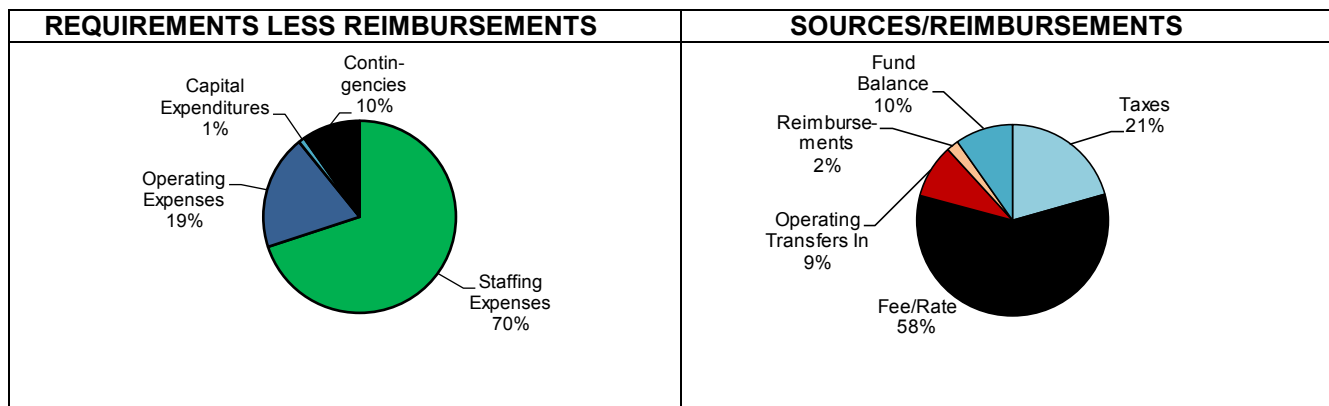 REQUIREMENTS LESS REIMBURSEMENTS
Contin-
gencies
10%
Capital
Expenditures
1%
Operating
Expenses
19%
Staffing
Expenses
70%
SOURCES/REIMBURSEMENTS
Fund
Balance
10%
Taxes
21%
Reimburse-
ments
2%
Operating
Transfers In
9%
Fee/Rate
58%